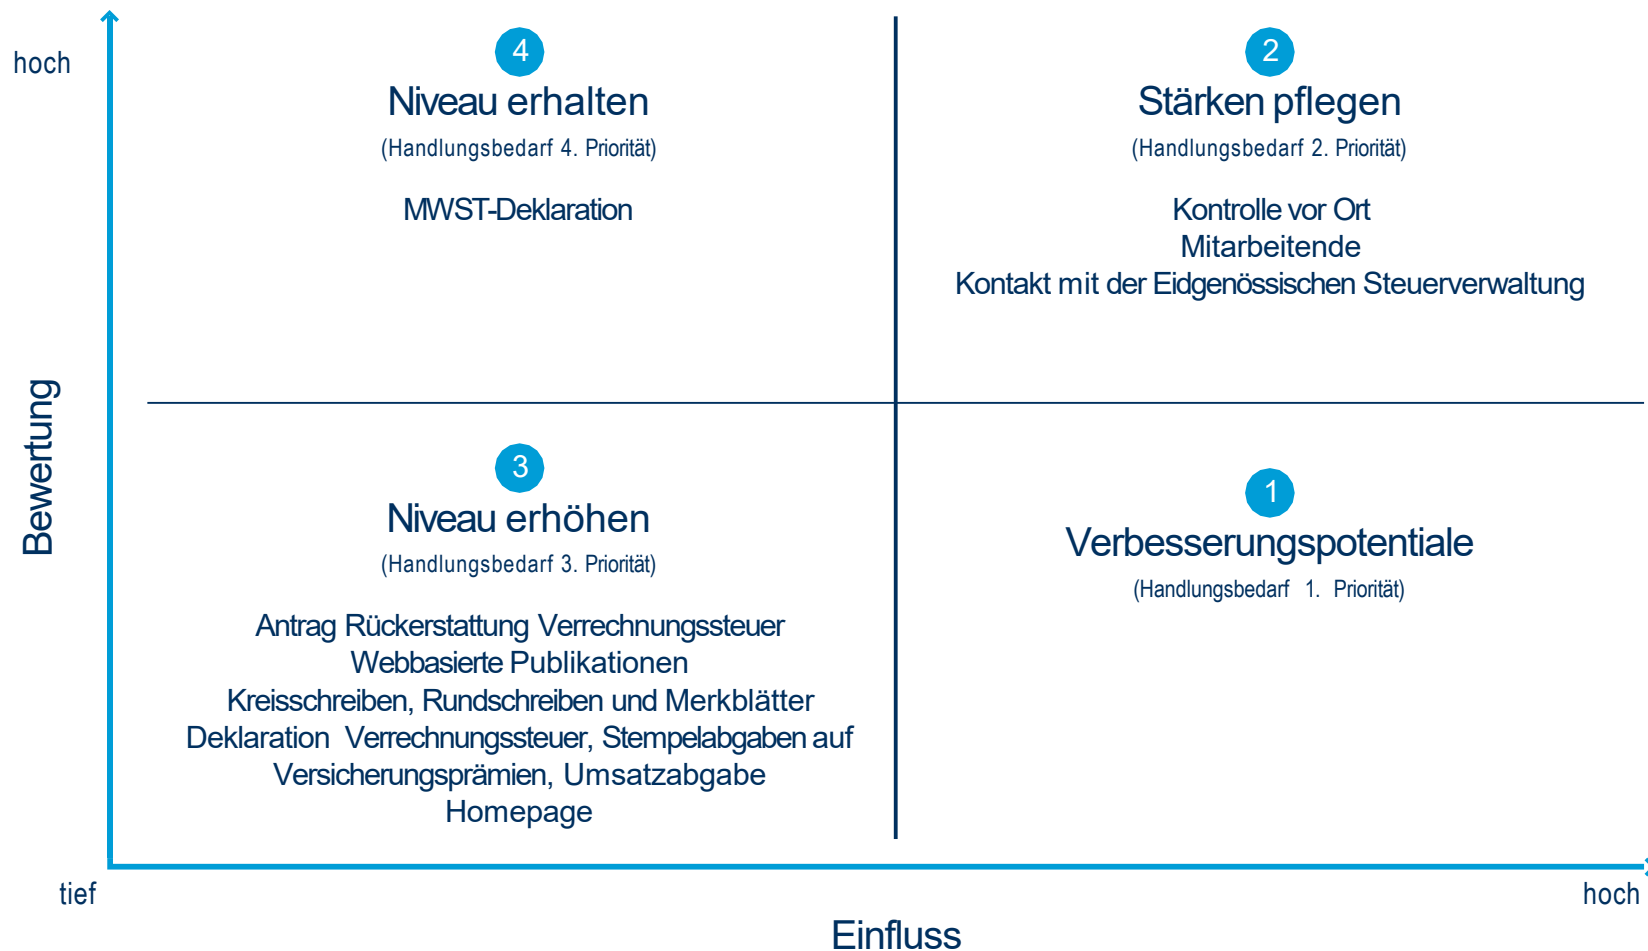 hoch
4
Niveau erhalten
(Handlungsbedarf 4. Priorität)
MWST-Deklaration
2
Stärken pflegen
(Handlungsbedarf 2. Priorität)
Kontrolle vor Ort
Mitarbeitende
Kontakt mit der Eidgenössischen Steuerverwaltung
Bewertung
3
Niveau erhöhen
(Handlungsbedarf 3. Priorität)
Antrag Rückerstattung Verrechnungssteuer
Webbasierte Publikationen
Kreisschreiben, Rundschreiben und Merkblätter
Deklaration Verrechnungssteuer, Stempelabgaben auf
Versicherungsprämien, Umsatzabgabe
Homepage
1
Verbesserungspotentiale
(Handlungsbedarf 1. Priorität)
tief
hoch
Einfluss